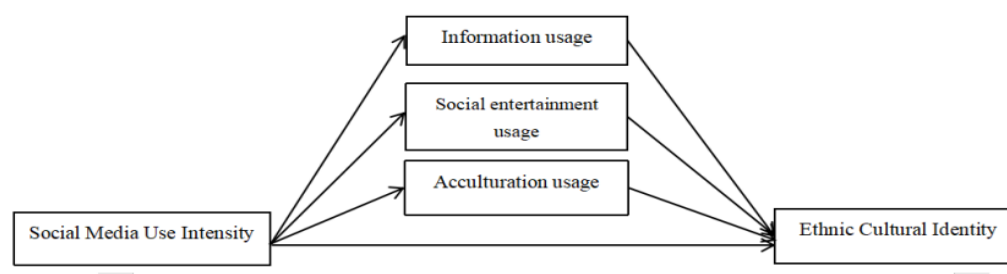 Information usage
Social entertainment
usage
Acculturation usage
Social Media Use Intensity
Ethnic Cultural Identity